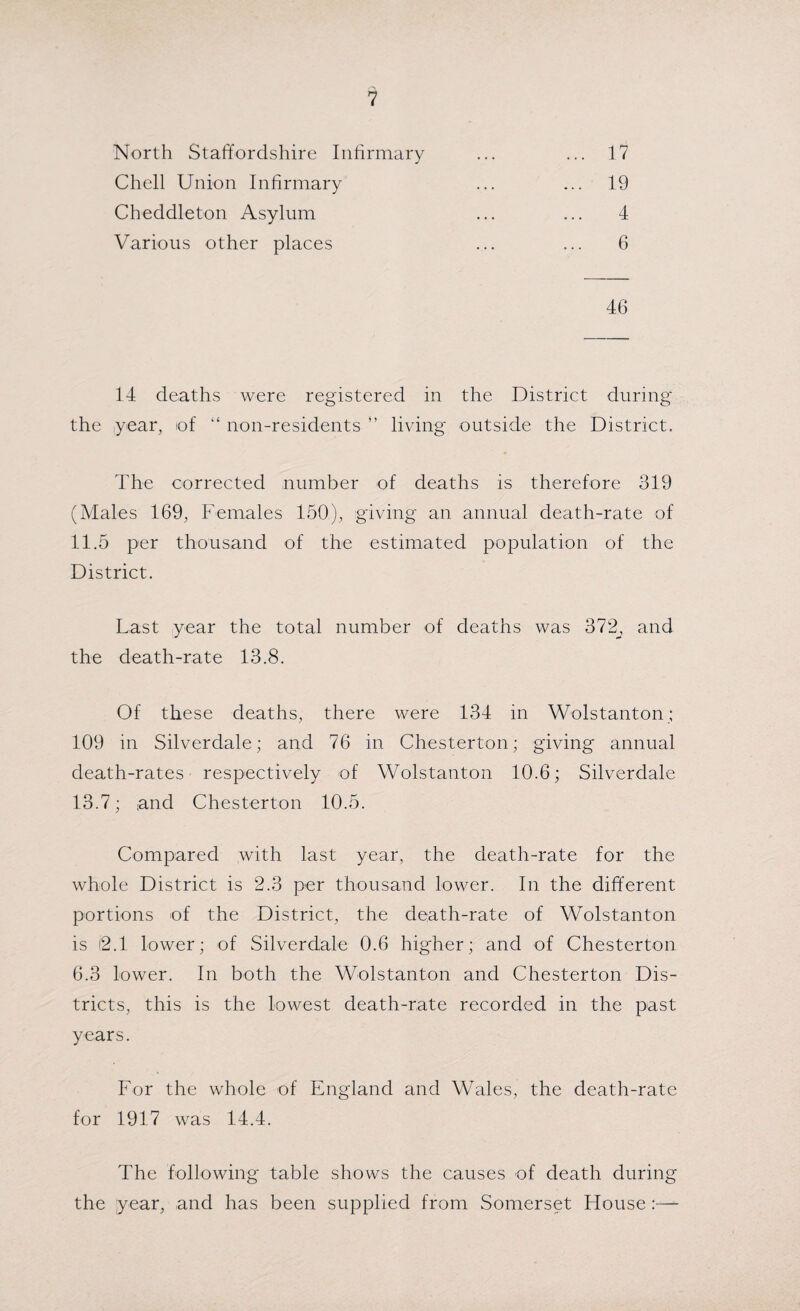 7
North Staffordshire Infirmary ... ... 17
Chell Union Infirmary ... ... 19
Cheddleton Asylum ... ... 4
Various other places ... ... 6
46
14 deaths were registered in the District during
the year, of “ non-residents ” living outside the District.
The corrected number of deaths is therefore 319
(Males 169, Females 150), giving an annual death-rate of
11.5 per thousand of the estimated population of the
District.
Last year the total number of deaths was 372, and
the death-rate 13.8.
Of these deaths, there were 134 in Wolstanton;
109 in Silverdale; and 76 in Chesterton; giving annual
death-rates respectively of Wolstanton 10.6; Silverdale
13.7; and Chesterton 10.5.
Compared with last year, the death-rate for the
whole District is 2.3 per thousand lower. In the different
portions of the District, the death-rate of Wolstanton
is 2.1 lower; of Silverdale 0.6 higher; and of Chesterton
6.3 lower. In both the Wolstanton and Chesterton Dis-
tricts, this is the lowest death-rate recorded in the past
years.
For the whole of England and Wales, the death-rate
for 1917 was 14.4.
The following table shows the causes of death during
the year, and has been supplied from Somerset House :—